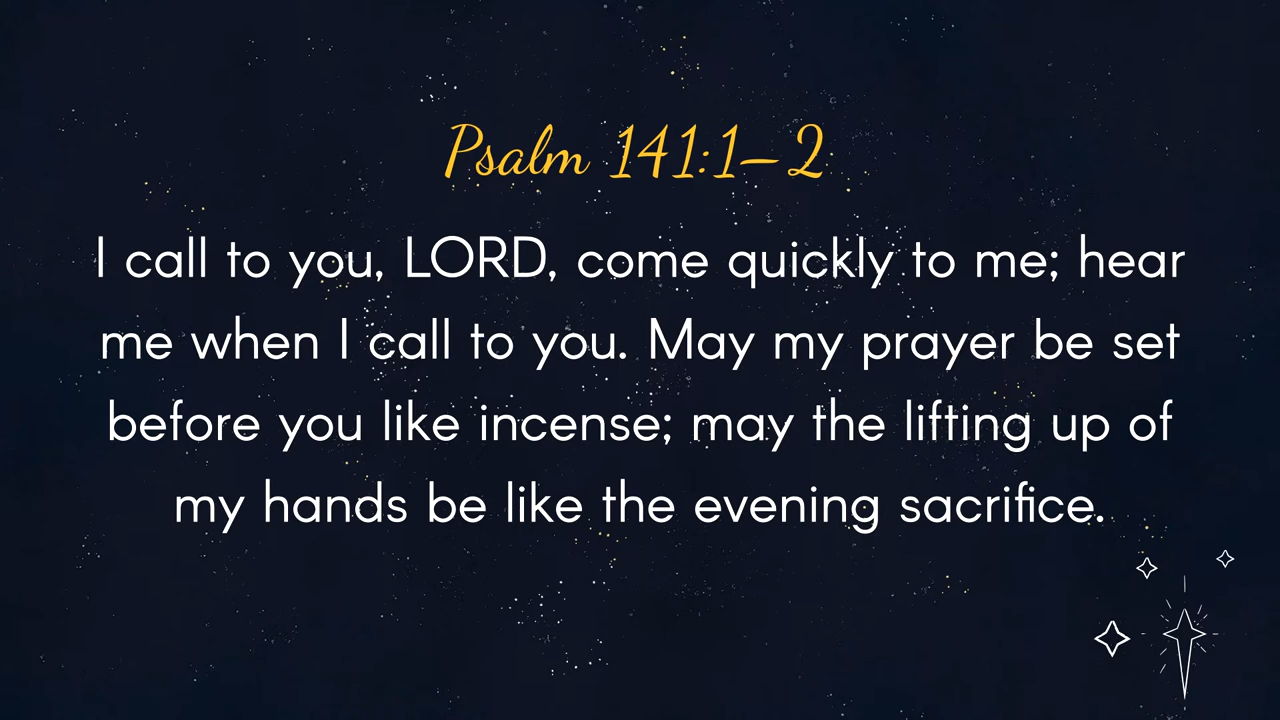 Psalm 141:1–2
I call to you, LORD, come quickly to me; hear
me when I call to you. May my prayer be set
before you like incense; may the lifting up of
my hands be like the evening sacrifice.